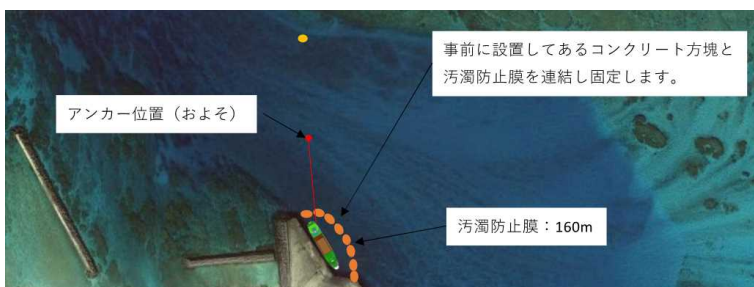 事前に設置してあるコンクリート方塊と
汚濁防止膜を連結し固定します。
アンカー位置（およそ）
汚濁防止膜：160m